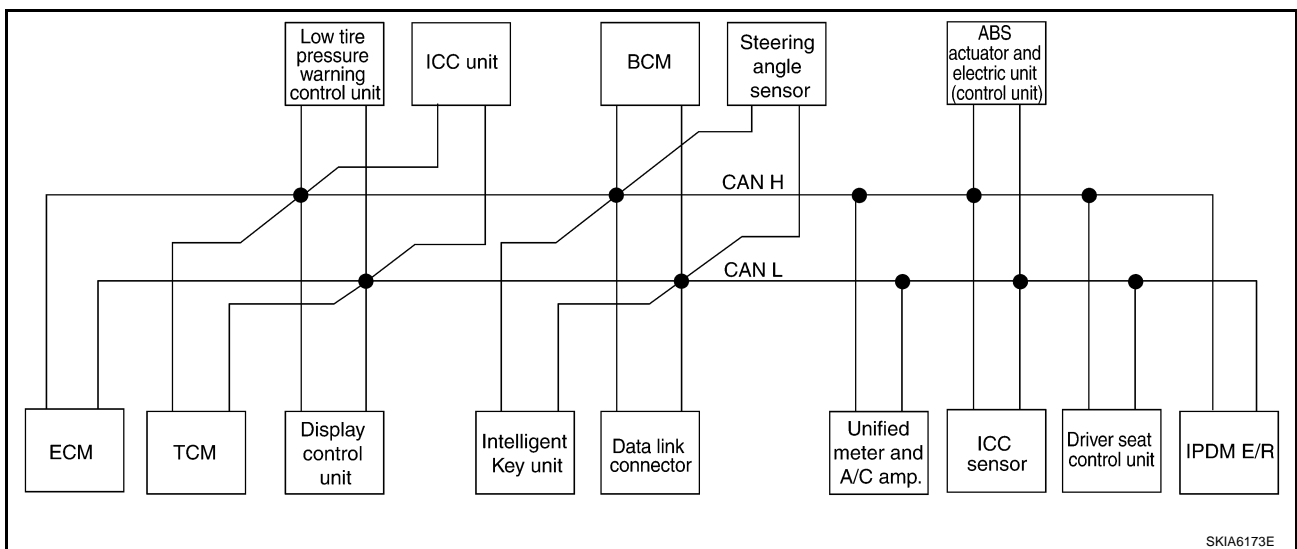 Low tire
pressure
warning
control unit
ICC unit
BCM
Steering
angle
sensor
ABS
actuator and
electric unit
(control unit)
CAN H
CAN L
ECM
TCM
Display
control
unit
Intelligent
Key unit
Data link
connector
Unified
meter and
A/C amp.
ICC
sensor
Driver seat
control unit
IPDM E/R
SKIA6173E